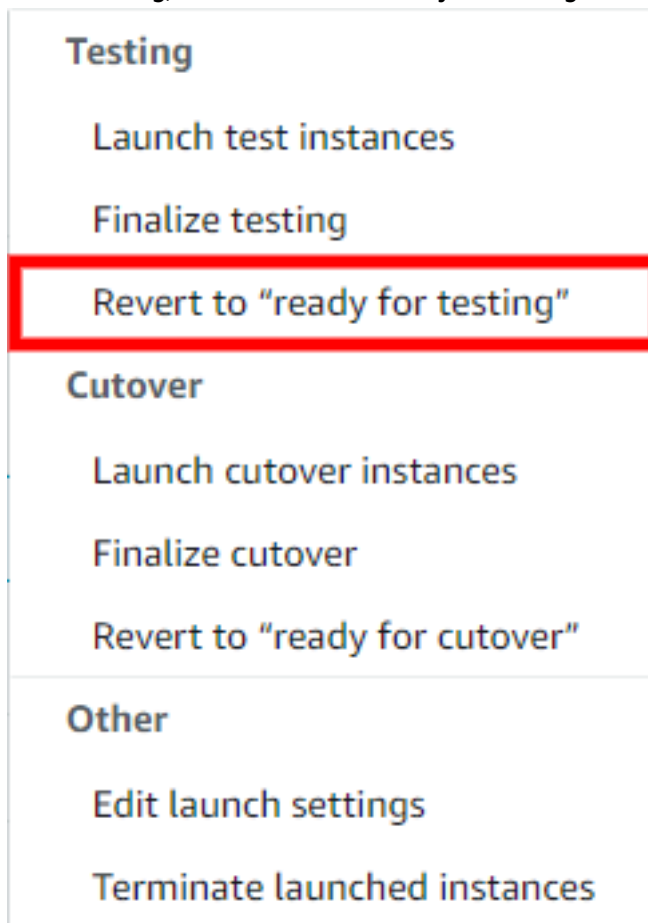 Testing
Launch test instances
Finalize testing
Revert to “ready for testing”
Cutover
Launch cutover instances
Finalize cutover
Revert to “ready for cutover”
Other
Edit launch settings
Terminate launched instances